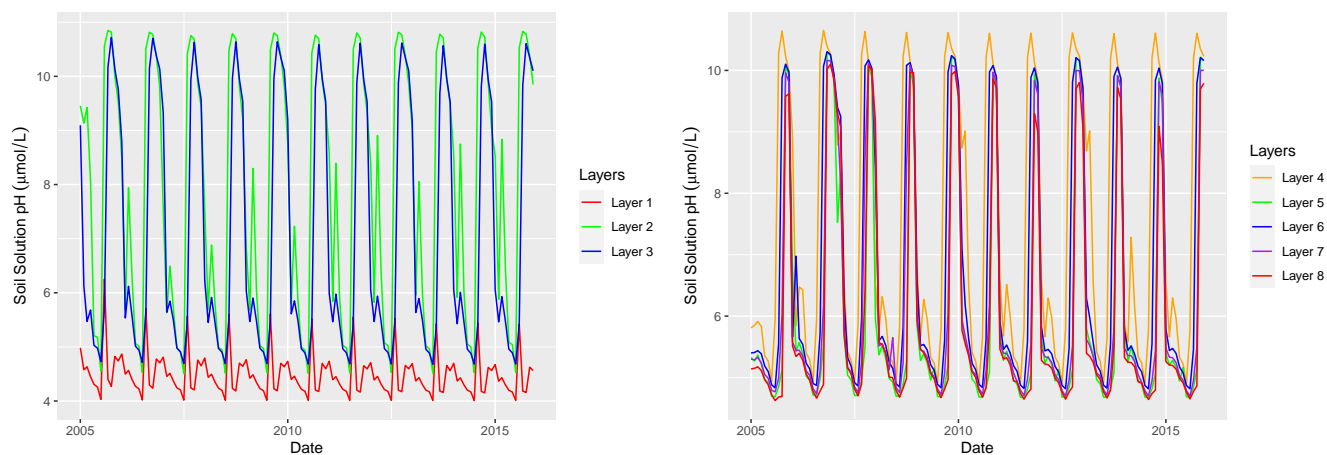 Soil Solution pH (μmol/L)
10
8
6
4
2005
2010
2015
Date
Layers
Layer 1
Layer 2
Layer 3
Soil Solution pH (μmol/L)
10
8
6
2005
2010
2015
Date
Layers
Layer 4
Layer 5
Layer 6
Layer 7
Layer 8